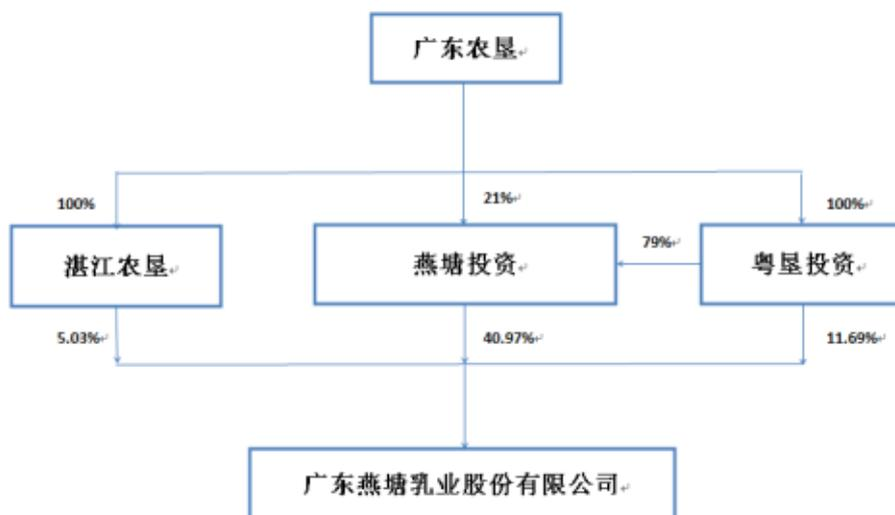 广东农垦
100%
21%
100%
湛江农垦
燕塘投资
79%
粤垦投资
5.03%
40.97%
11.69%
广东燕塘乳业股份有限公司